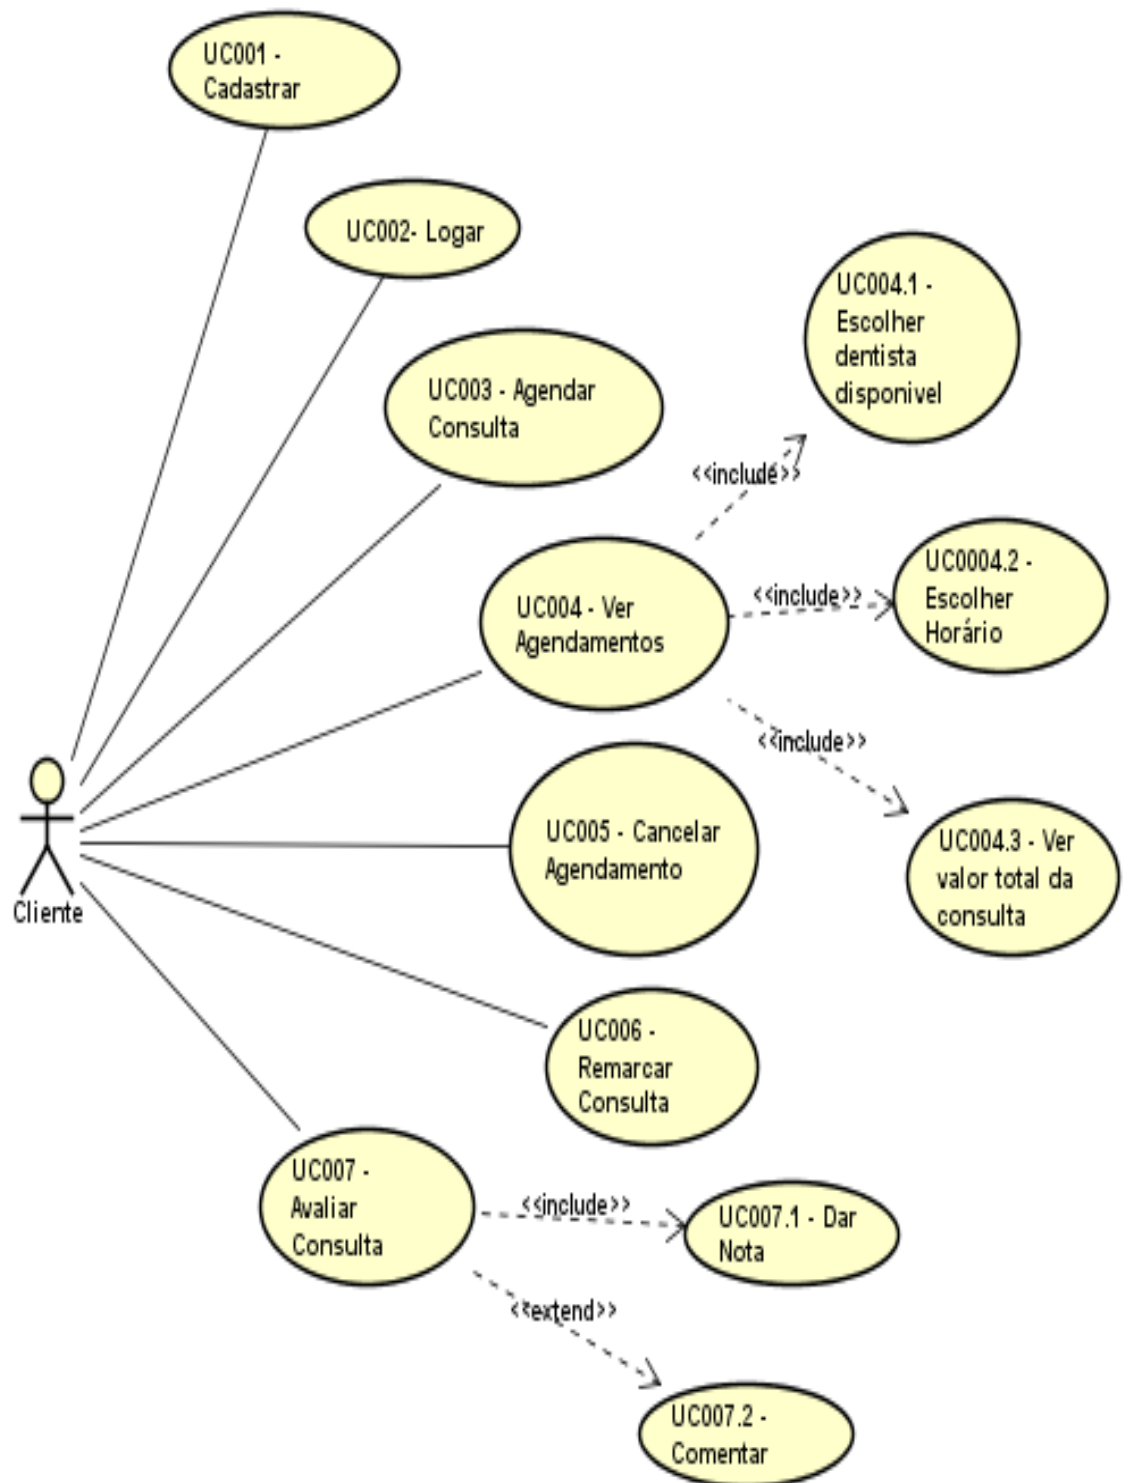 UC001 -
Cadastrar
UC002- Logar
UC003 - Agendar
Consulta
UC004.1 -
Escolher
dentista
disponivel
<<include>>
UC004 - Ver
Agendamentos
<<include>>
UC0004.2 -
Escolher
Horário
<<include>>
UC004.3 - Ver
valor total da
consulta
UC005 - Cancelar
Agendamento
Cliente
UC006 -
Remarcar
Consulta
UC007 -
Avaliar
Consulta
<<include>>
UC007.1 - Dar
Nota
<<extend>>
UC007.2 -
Comentar